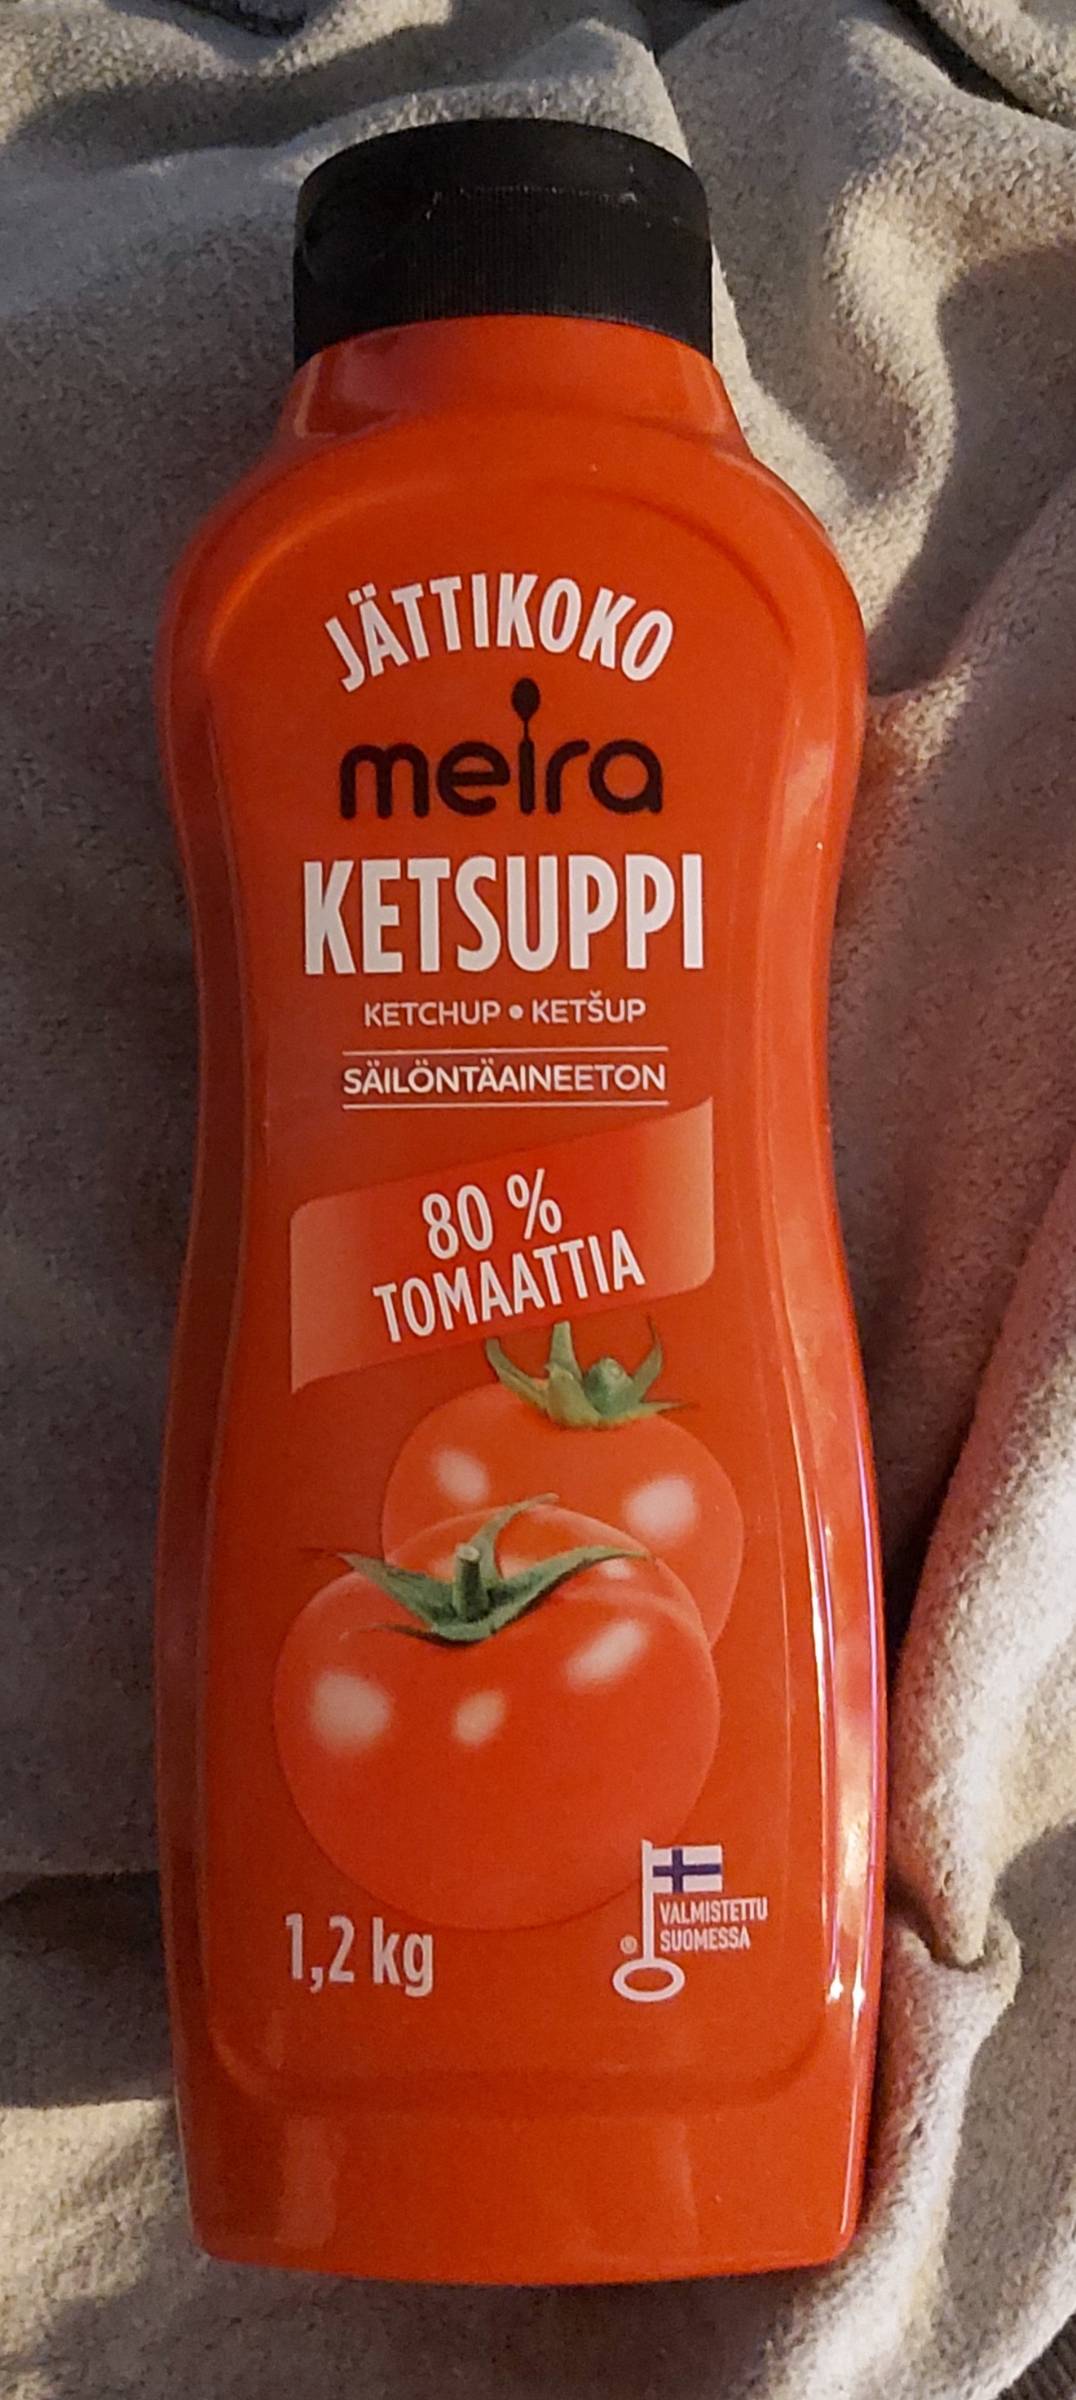 JÄTTIKOKO
meira
KETSUPPI
KETCHUP • KETŠUP
SÄILÖNTÄAINEETON
80 %
TOMAATTIA
1,2 kg
VALMISTETTU
® SUOMESSA